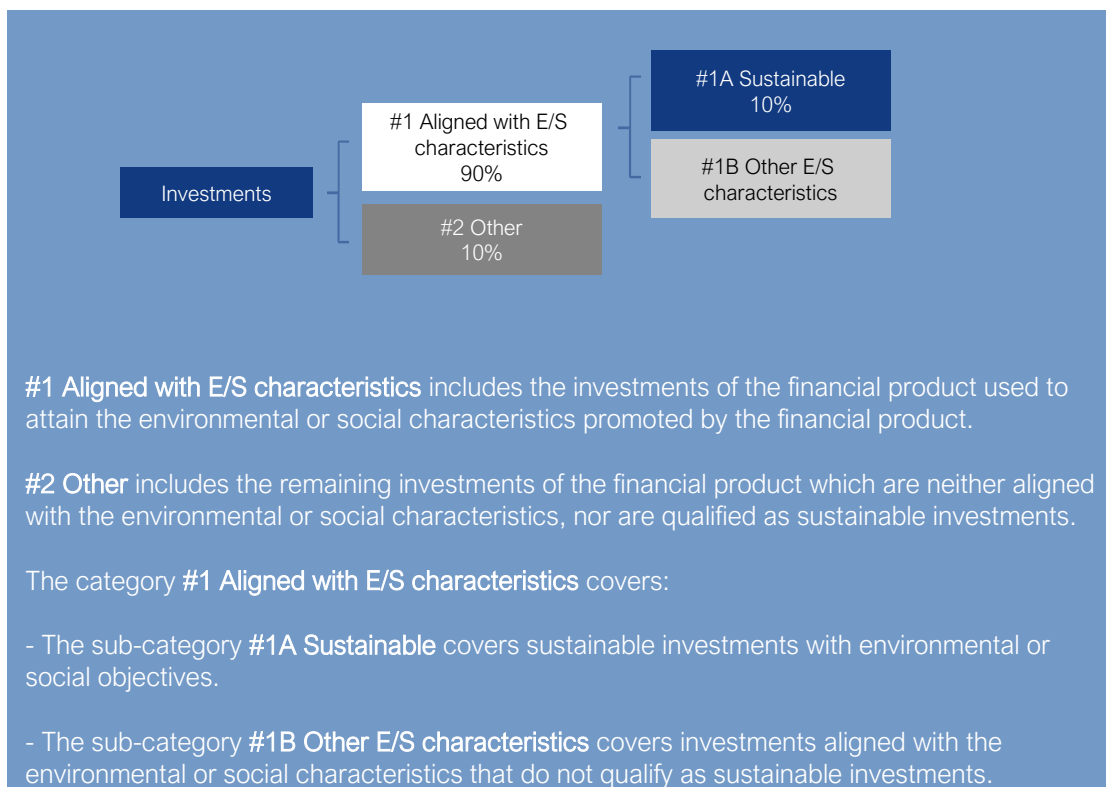 #1A Sustainable
10%
#1 Aligned with E/S
characteristics
90%
#1B Other E/S
characteristics
Investments
#2 Other
10%
#1 Aligned with E/S characteristics includes the investments of the financial product used to
attain the environmental or social characteristics promoted by the financial product.
#2 Other includes the remaining investments of the financial product which are neither aligned
with the environmental or social characteristics, nor are qualified as sustainable investments.
The category #1 Aligned with E/S characteristics covers:
- The sub-category #1A Sustainable covers sustainable investments with environmental or
social objectives.
- The sub-category #1B Other E/S characteristics covers investments aligned with the
environmental or social characteristics that do not qualify as sustainable investments.